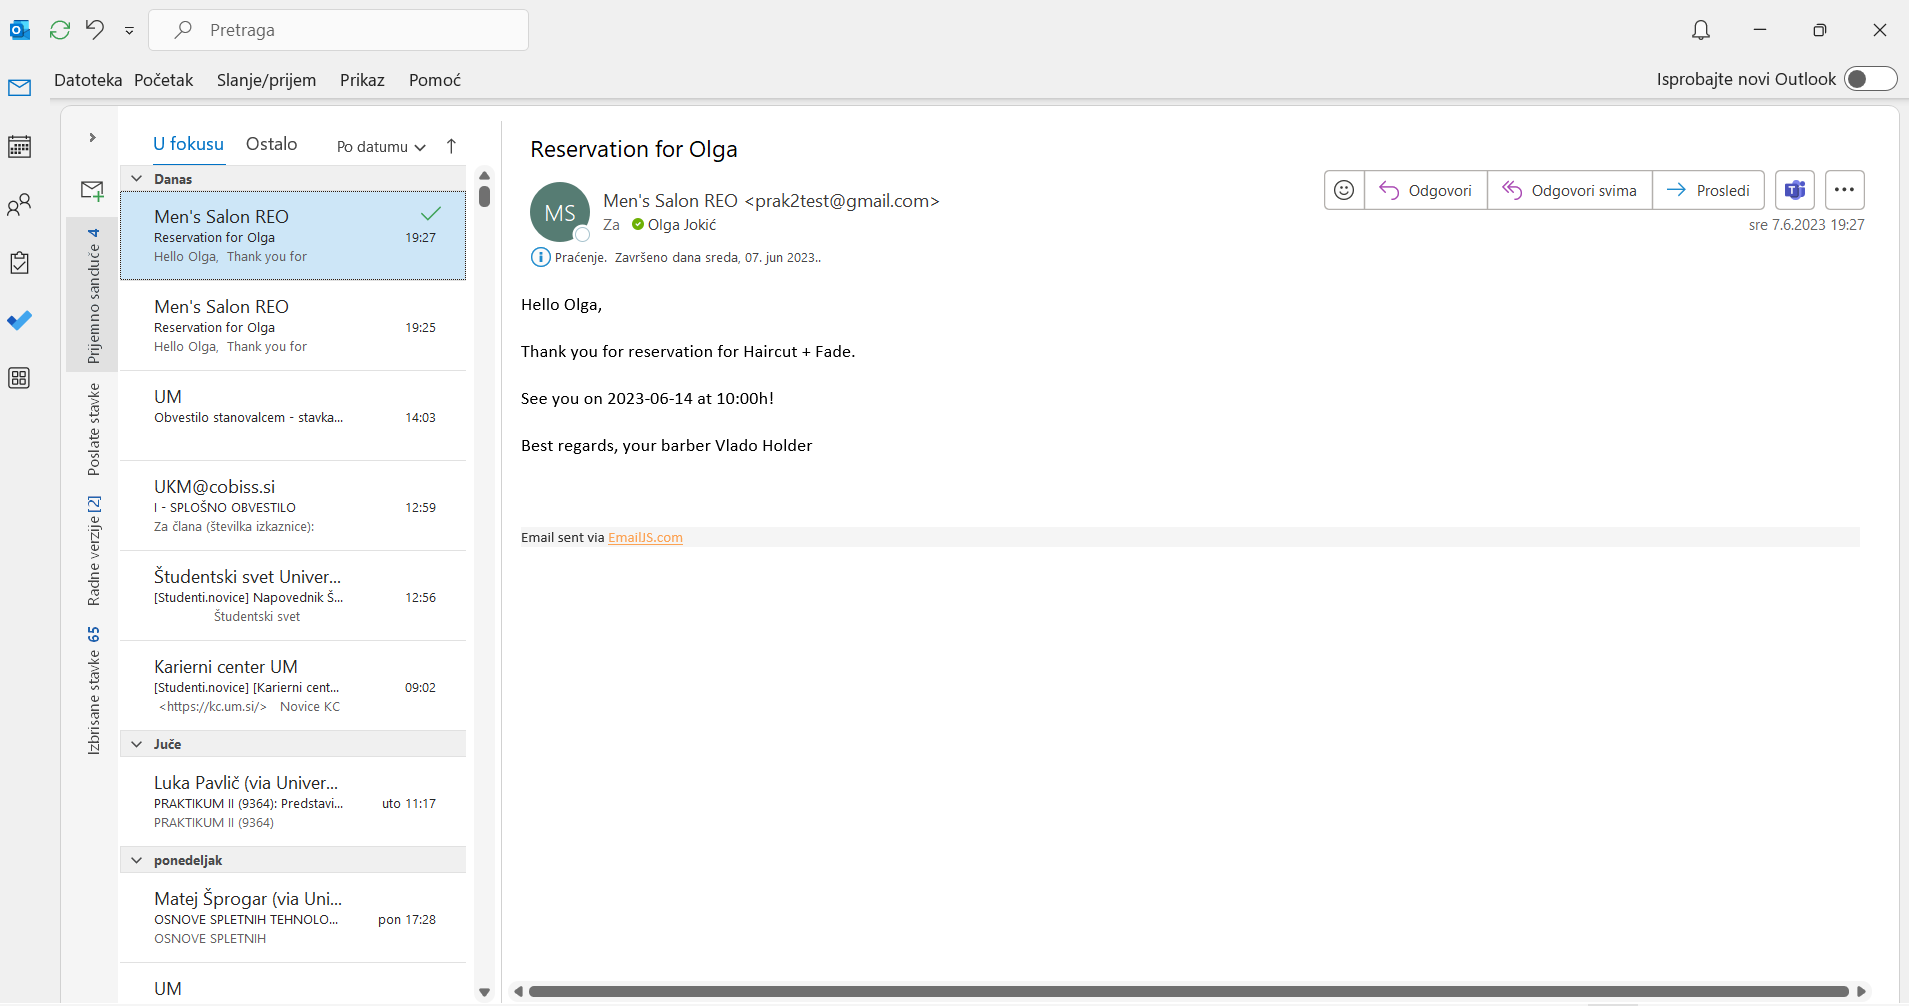 Pretraga
Datoteka Početak Slanje/prijem Prikaz Pomoć
Isprobajte novi Outlook
Prijemno sanduče 4
Poslate stavke
Radne verzije [2]
Izbrisane stavke 65
U fokusu Ostalo Po datumu
Danas
Men's Salon REO
Reservation for Olga 19:27
Hello Olga, Thank you for
Men's Salon REO
Reservation for Olga 19:25
Hello Olga, Thank you for
UM
Obvestilo stanovalcem - stavka... 14:03
UKM@cobiss.si
I - SPLOŠNO OBVESTILO 12:59
Za člana (številka izkaznice):
Študentski svet Univer...
[Studenti.novice] Napovednik Š... 12:56
Študentski svet
Karierni center UM
[Studenti.novice] [Karierni cent... 09:02
<https://kc.um.si/> Novice KC
Juče
Luka Pavlič (via Univer...
PRAKTIKUM II (9364): Predstavi... uto 11:17
PRAKTIKUM II (9364)
ponedeljak
Matej Šprogar (via Uni...
OSNOVE SPLETNIH TEHNOLO... pon 17:28
OSNOVE SPLETNIH
UM
Reservation for Olga
MS
Men's Salon REO <prak2test@gmail.com>
Za Olga Jokić
Odgovori Odgovori svima Prosledi
sre 7.6.2023 19:27
Praćenje. Završeno dana sreda, 07. jun 2023..
Hello Olga,
Thank you for reservation for Haircut + Fade.
See you on 2023-06-14 at 10:00h!
Best regards, your barber Vlado Holder
Email sent via EmailJS.com